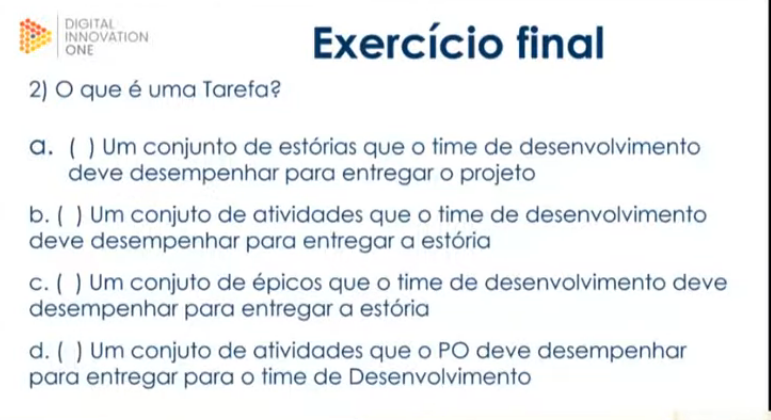 DIGITAL
INNOVATION
ONE
Exercício final
2) O que é uma Tarefa?
a. ( ) Um conjunto de estórias que o time de desenvolvimento
deve desempenhar para entregar o projeto
b. ( ) Um conjuto de atividades que o time de desenvolvimento
deve desempenhar para entregar a estória
c. ( ) Um conjuto de épicos que o time de desenvolvimento deve
desempenhar para entregar a estória
d. ( ) Um conjuto de atividades que o PO deve desempenhar
para entregar para o time de Desenvolvimento